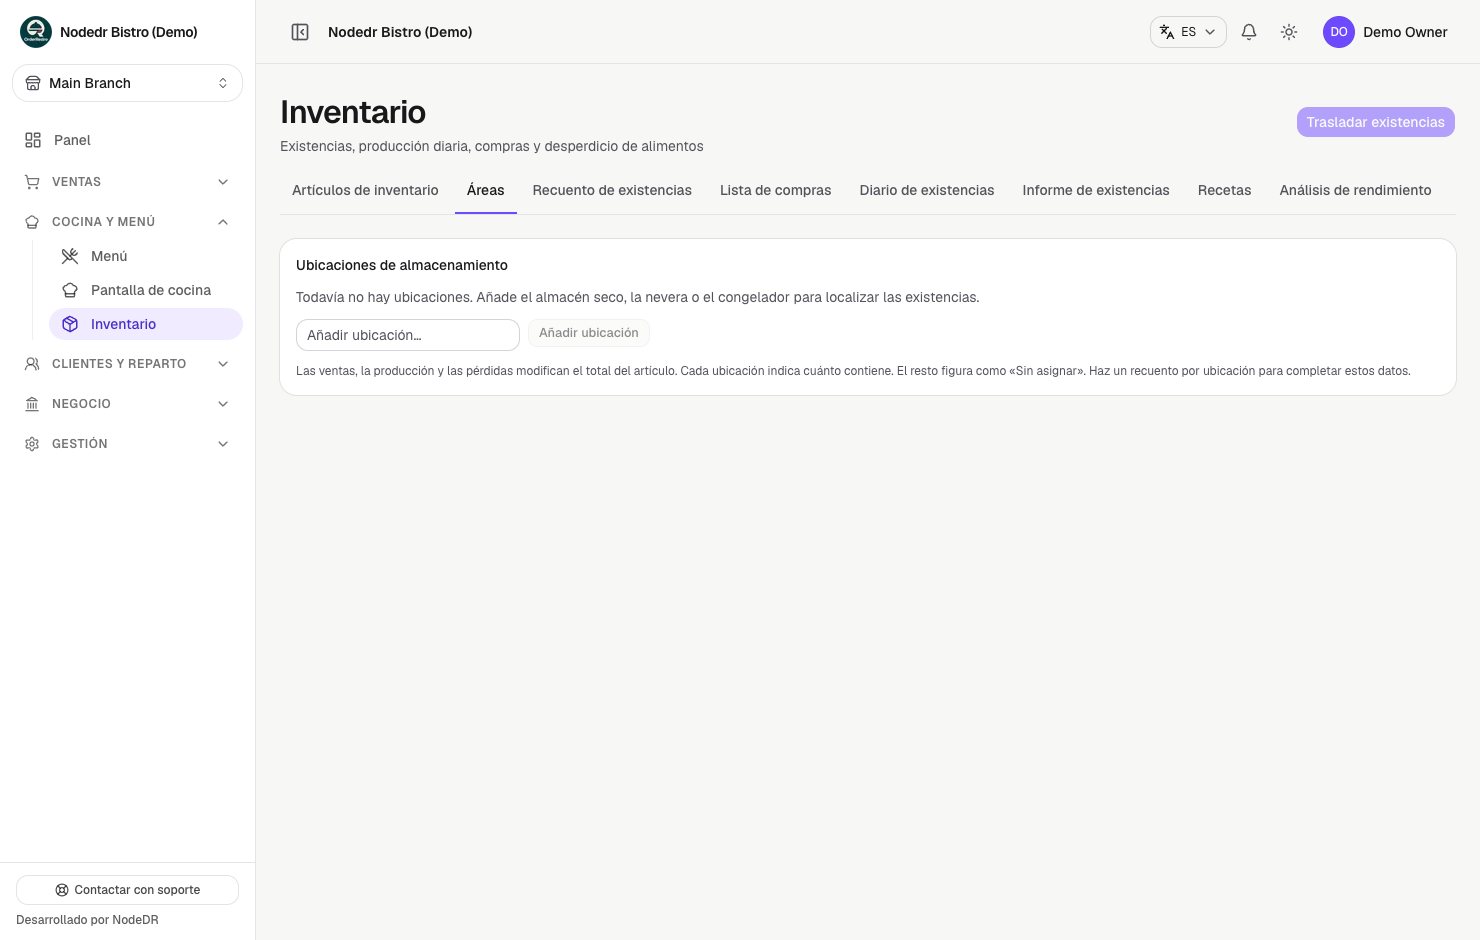 Nodedr Bistro (Demo)
Main Branch
Panel
VENTAS
COCINA Y MENÚ
Menú
Pantalla de cocina
Inventario
CLIENTES Y REPARTO
NEGOCIO
GESTIÓN
Contactar con soporte
Desarrollado por NodeDR
Nodedr Bistro (Demo)
ES
DO
Demo Owner
Inventario
Existencias, producción diaria, compras y desperdicio de alimentos
Trasladar existencias
Artículos de inventario
Áreas
Recuento de existencias
Lista de compras
Diario de existencias
Informe de existencias
Recetas
Análisis de rendimiento
Ubicaciones de almacenamiento
Todavía no hay ubicaciones. Añade el almacén seco, la nevera o el congelador para localizar las existencias.
Añadir ubicación…
Añadir ubicación
Las ventas, la producción y las pérdidas modifican el total del artículo. Cada ubicación indica cuánto contiene. El resto figura como «Sin asignar». Haz un recuento por ubicación para completar estos datos.